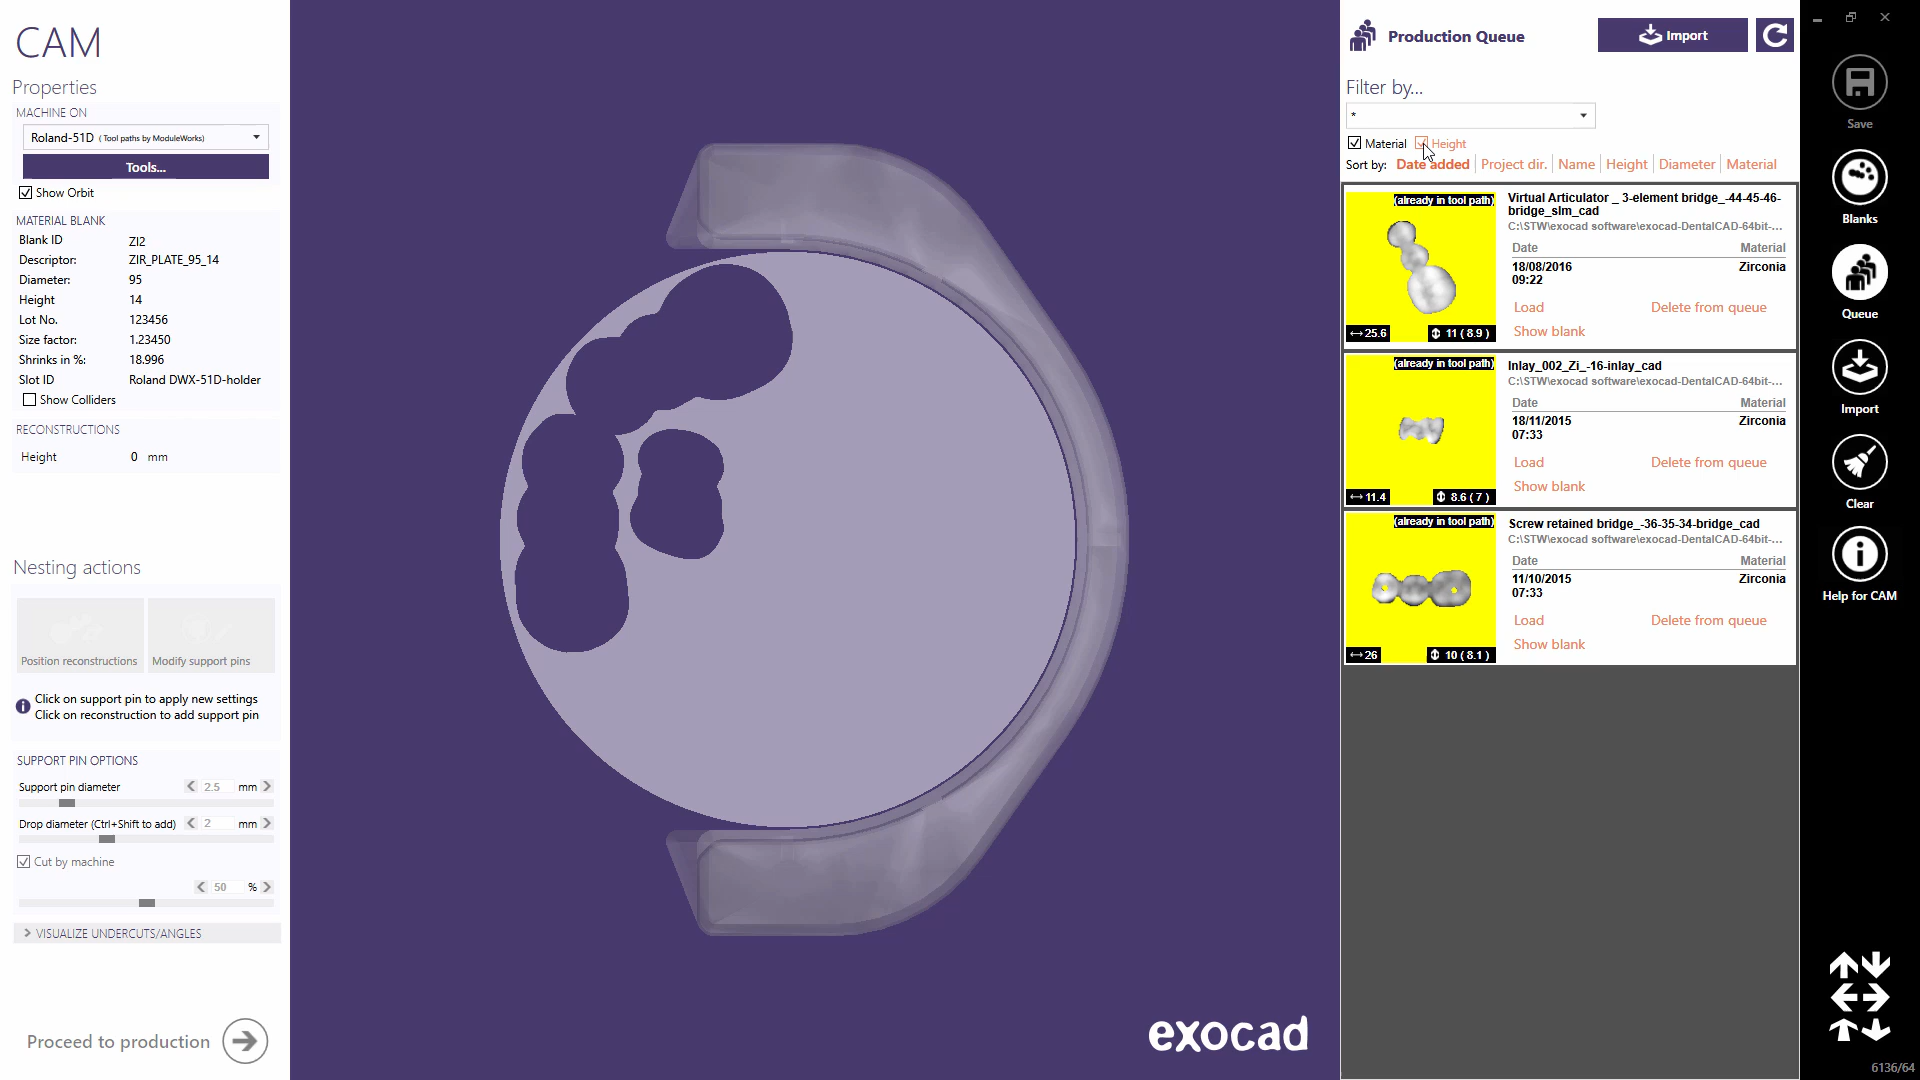 CAM
Properties
MACHINE ON
Roland-51D ( Tool paths by ModuleWorks)
Tools...
Show Orbit
MATERIAL BLANK
Blank ID ZI2
Descriptor: ZIR_PLATE_95_14
Diameter: 95
Height 14
Lot No. 123456
Size factor: 1.23450
Shrinks in %: 18.996
Slot ID Roland DWX-51D-holder
Show Colliders
RECONSTRUCTIONS
Height 0 mm
Nesting actions
Position reconstructions
Modify support pins
Click on support pin to apply new settings
Click on reconstruction to add support pin
SUPPORT PIN OPTIONS
Support pin diameter 2.5 mm
Drop diameter (Ctrl+Shift to add) 2 mm
Cut by machine
50 %
VISUALIZE UNDERCUTS/ANGLES
Proceed to production
exocad
Production Queue
Import
Filter by...
*
Material Height
Sort by: Date added Project dir. Name Height Diameter Material
(already in tool path)
25.6 11 ( 8.9 )
Virtual Articulator _ 3-element bridge_-44-45-46-
bridge_slm_cad
C:\STW\exocad software\exocad-DentalCAD-64bit-...
Date Material
18/08/2016 Zirconia
09:22
Load Delete from queue
Show blank
(already in tool path)
11.4 8.6 ( 7 )
Inlay_002_Zi_-16-inlay_cad
C:\STW\exocad software\exocad-DentalCAD-64bit-...
Date Material
18/11/2015 Zirconia
07:33
Load Delete from queue
Show blank
(already in tool path)
26 10 ( 8.1 )
Screw retained bridge_-36-35-34-bridge_cad
C:\STW\exocad software\exocad-DentalCAD-64bit-...
Date Material
11/10/2015 Zirconia
07:33
Load Delete from queue
Show blank
Save
Blanks
Queue
Import
Clear
Help for CAM
6136/64